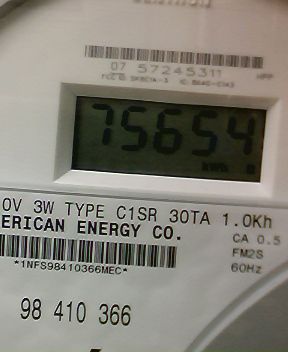 07 57245311
75654
0V 3W TYPE C1SR 30TA 1.0Kh
ERICAN ENERGY CO.
CA 0.5
FM2S
*1NFS98410366MEC*
60Hz
98 410 366